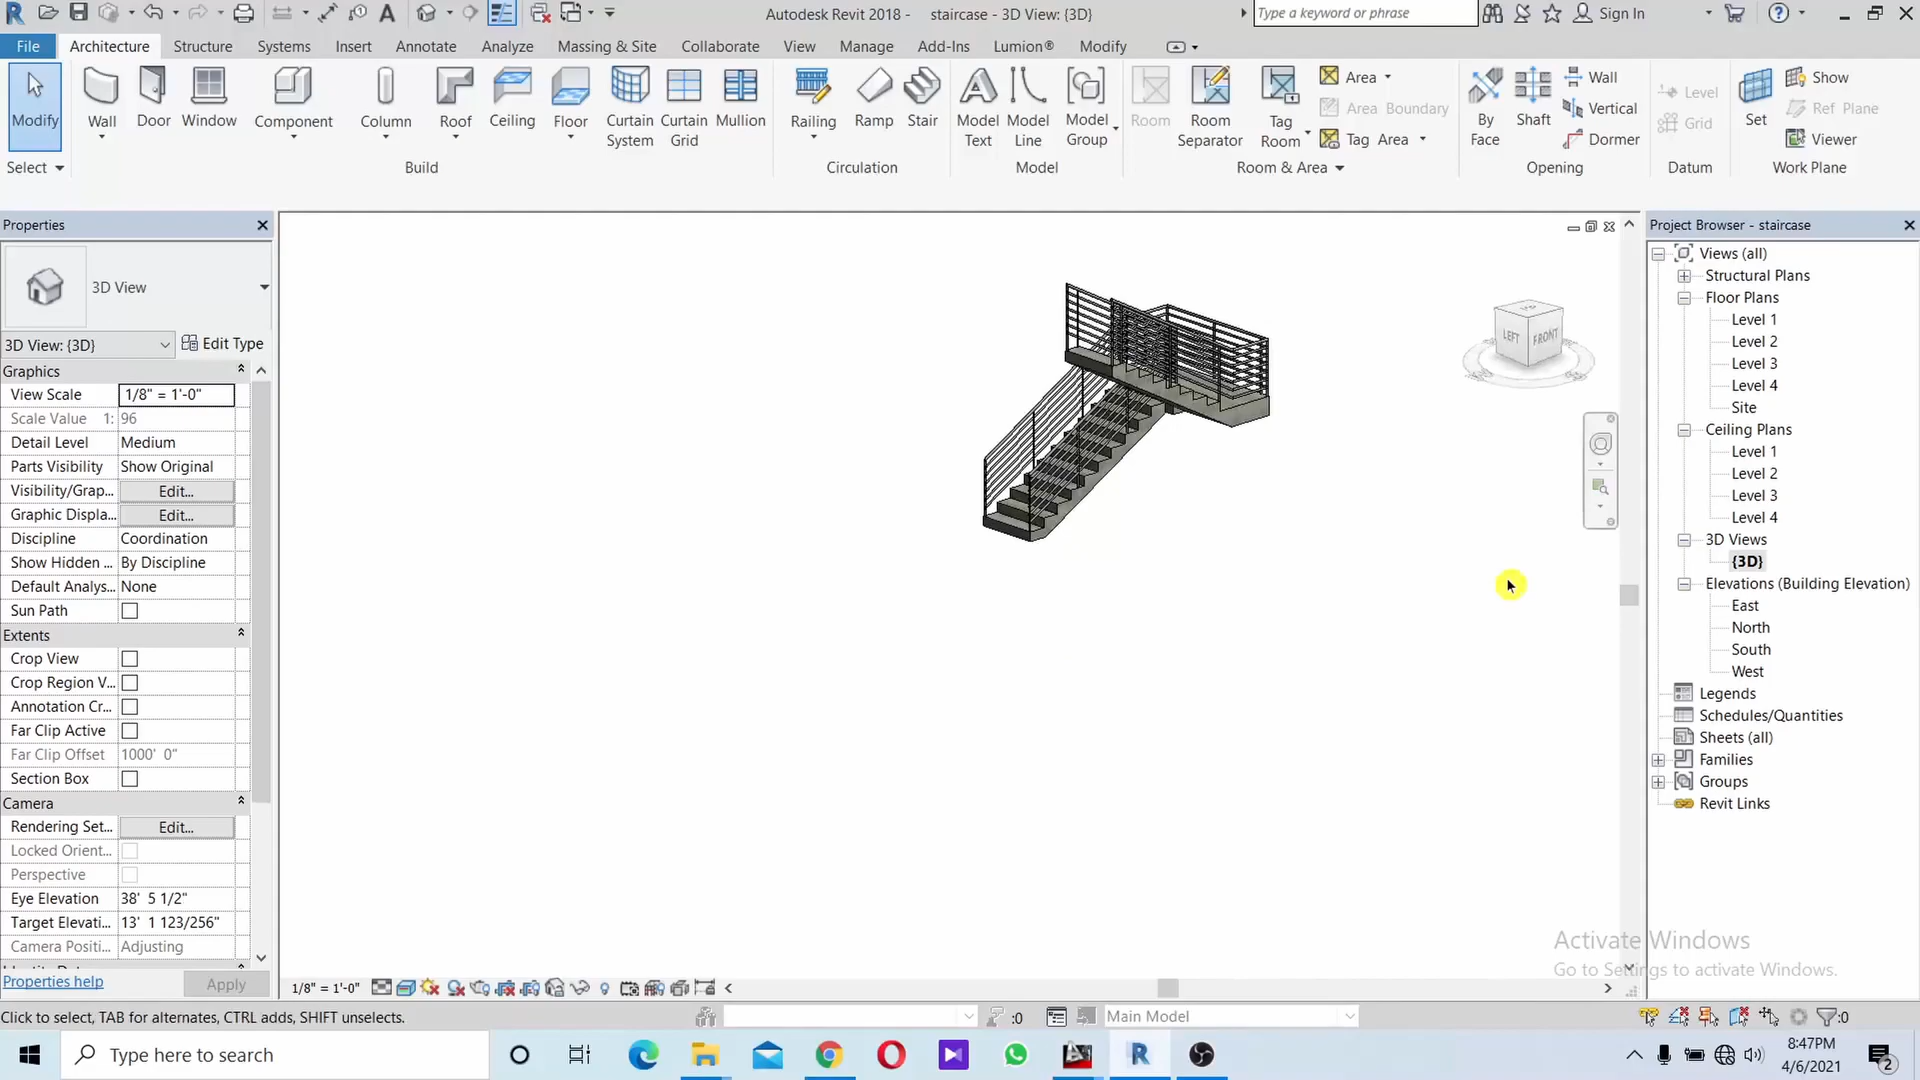 Autodesk Revit 2018 - staircase - 3D View: {3D}
Type a keyword or phrase
Sign In
File Architecture Structure Systems Insert Annotate Analyze Massing & Site Collaborate View Manage Add-Ins Lumion® Modify
Modify
Wall Door Window Component Column Roof Ceiling Floor Curtain System Curtain Grid Mullion
Railing Ramp Stair
Model Text Model Line Model Group
Room Room Separator Tag Room
Area
Area Boundary
Tag Area
By Face Shaft
Wall
Vertical
Dormer
Level
Grid
Set
Show
Ref Plane
Viewer
Select Build Circulation Model Room & Area Opening Datum Work Plane
Properties
3D View
3D View: {3D} Edit Type
Graphics
View Scale 1/8" = 1'-0"
Scale Value 1: 96
Detail Level Medium
Parts Visibility Show Original
Visibility/Grap... Edit...
Graphic Displa... Edit...
Discipline Coordination
Show Hidden ... By Discipline
Default Analys... None
Sun Path
Extents
Crop View
Crop Region V...
Annotation Cr...
Far Clip Active
Far Clip Offset 1000' 0"
Section Box
Camera
Rendering Set... Edit...
Locked Orient...
Perspective
Eye Elevation 38' 5 1/2"
Target Elevati... 13' 1 123/256"
Camera Positi... Adjusting
Properties help Apply
LEFT FRONT
Project Browser - staircase
Views (all)
Structural Plans
Floor Plans
Level 1
Level 2
Level 3
Level 4
Site
Ceiling Plans
Level 1
Level 2
Level 3
Level 4
3D Views
{3D}
Elevations (Building Elevation)
East
North
South
West
Legends
Schedules/Quantities
Sheets (all)
Families
Groups
Revit Links
Activate Windows
Go to Settings to activate Windows.
1/8" = 1'-0"
Click to select, TAB for alternates, CTRL adds, SHIFT unselects.
:0
Main Model
:0
Type here to search
8:47PM
4/6/2021
2